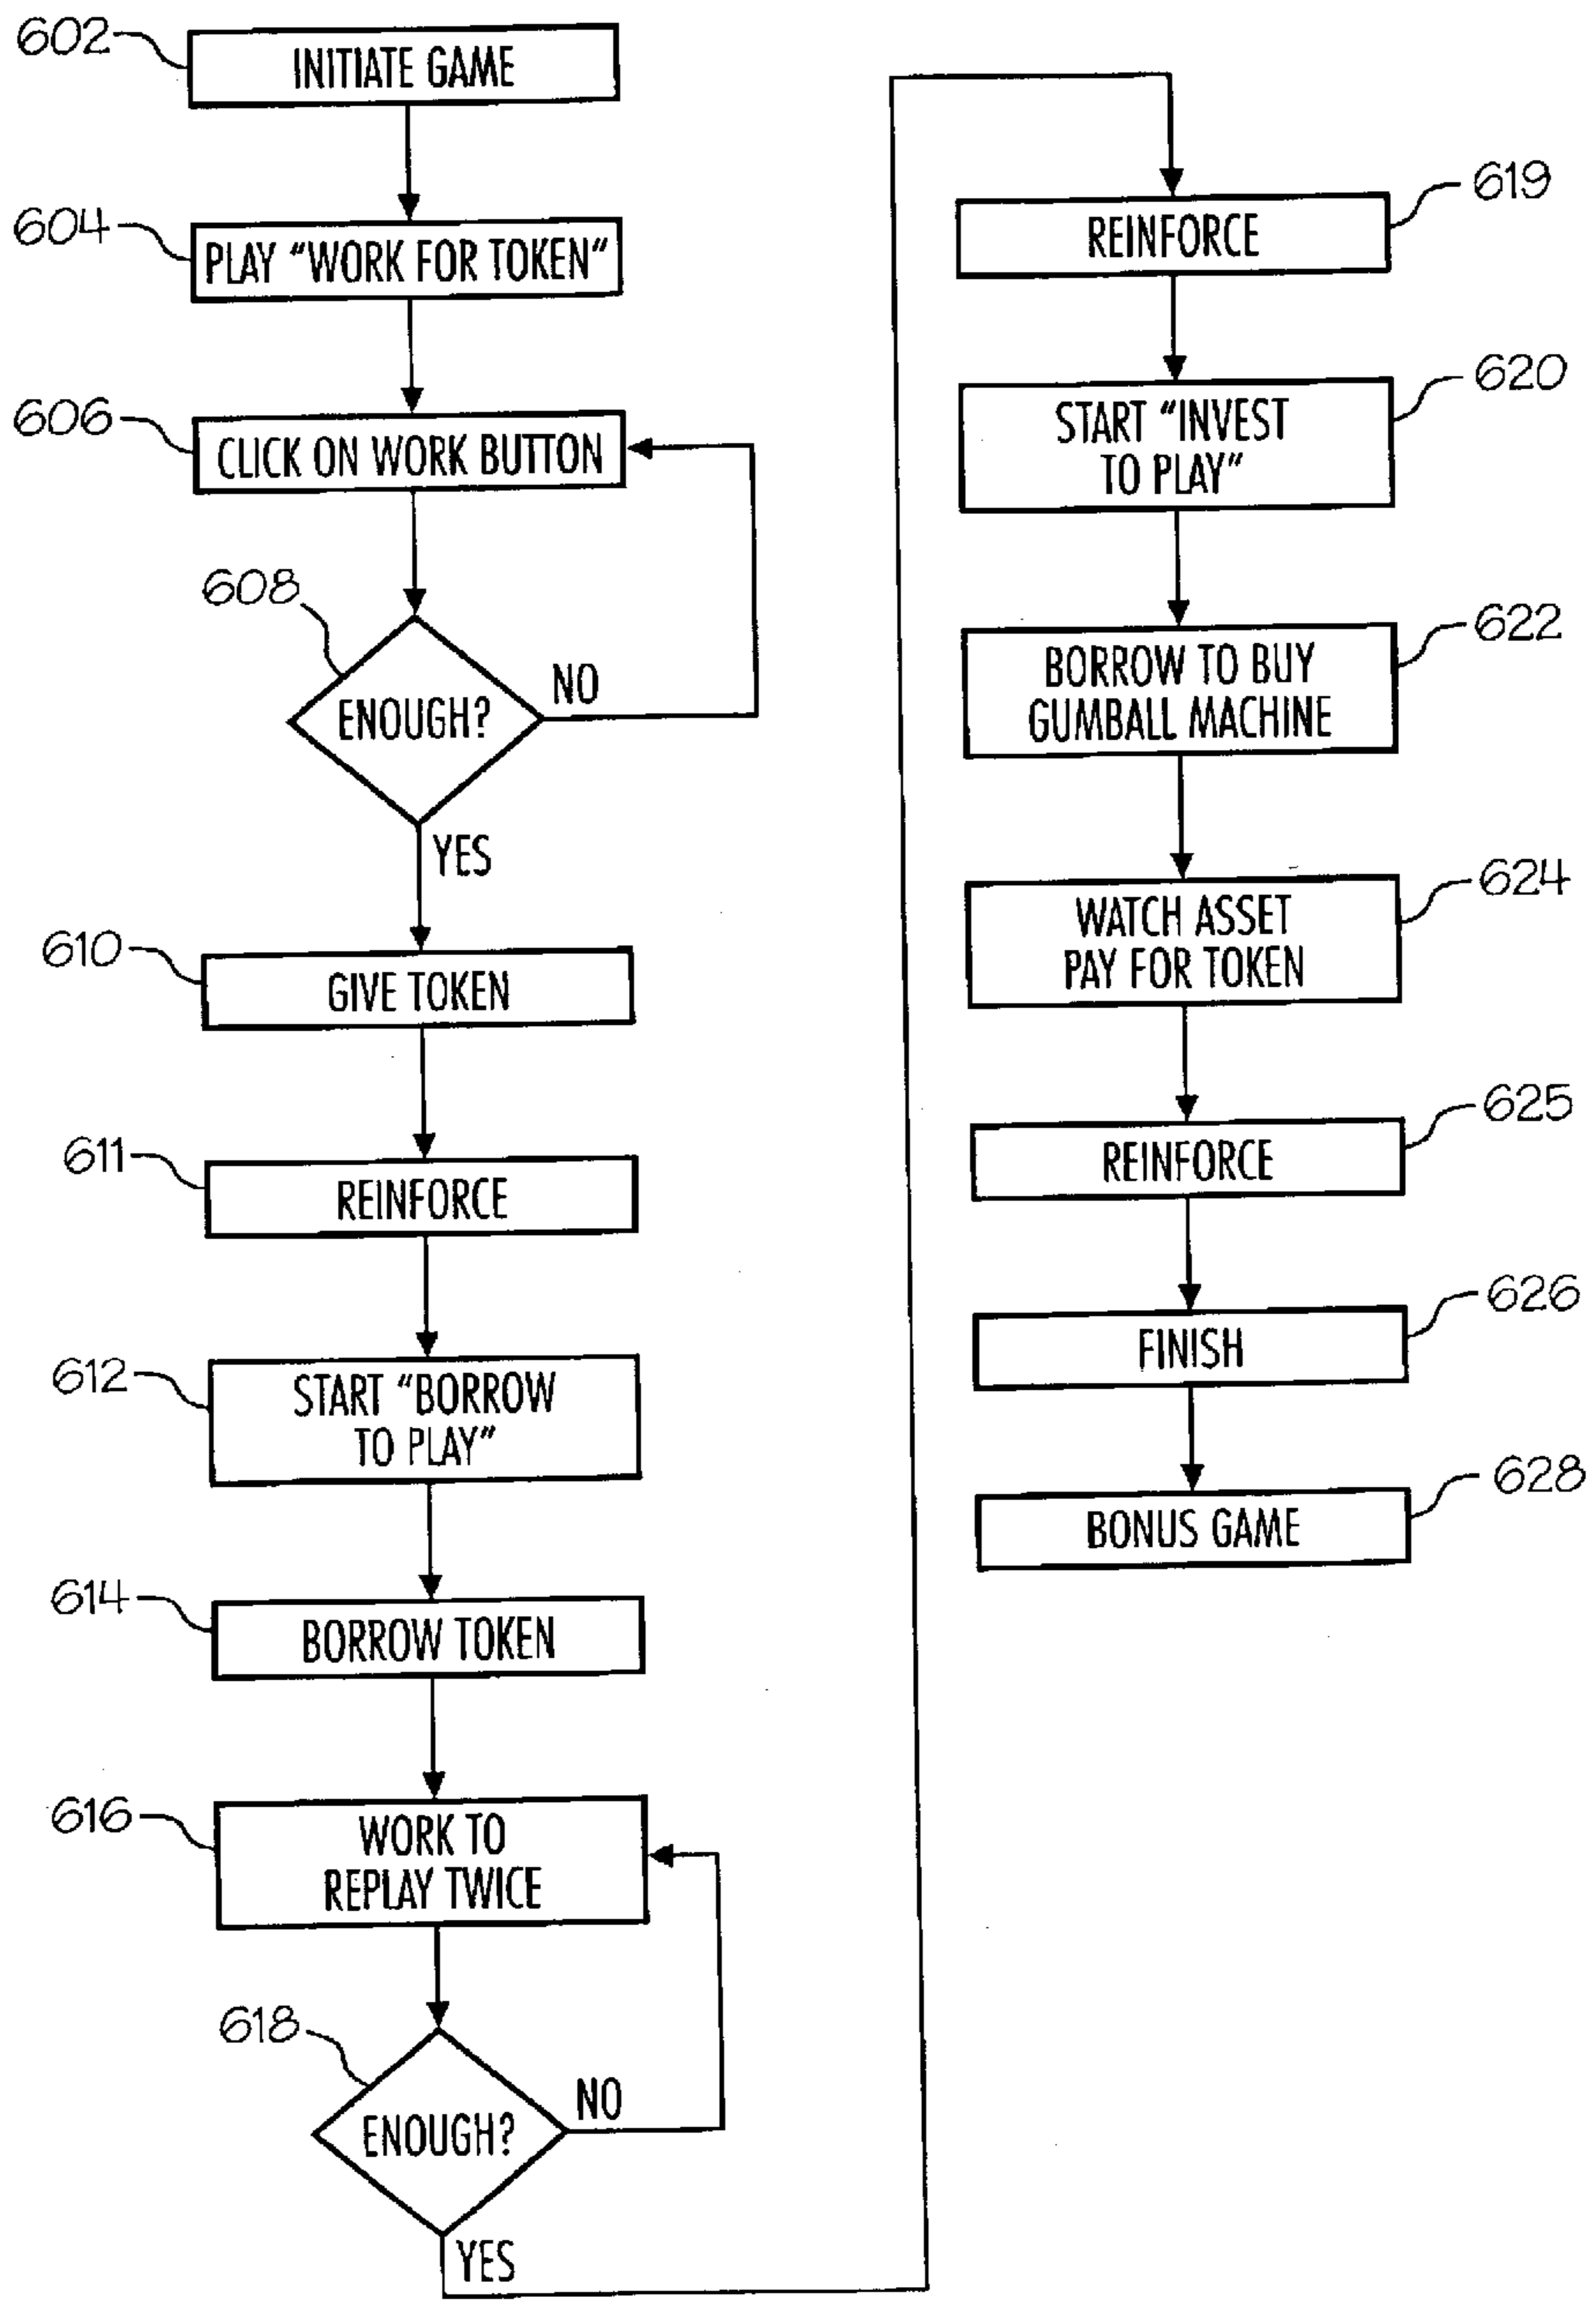 602
INITIATE GAME
604
PLAY “WORK FOR TOKEN“
606
CLICK ON WORK BUTTON
608
ENOUGH?
NO
YES
610
GIVE TOKEN
611
REINFORCE
612
START “BORROW
TO PLAY”
614
BORROW TOKEN
616
WORK TO
REPLAY TWICE
618
ENOUGH?
NO
YES
619
REINFORCE
620
START “INVEST
TO PLAY”
622
BORROW TO BUY
GUMBALL MACHINE
624
WATCH ASSET
PAY FOR TOKEN
625
REINFORCE
626
FINISH
628
BONUS GAME